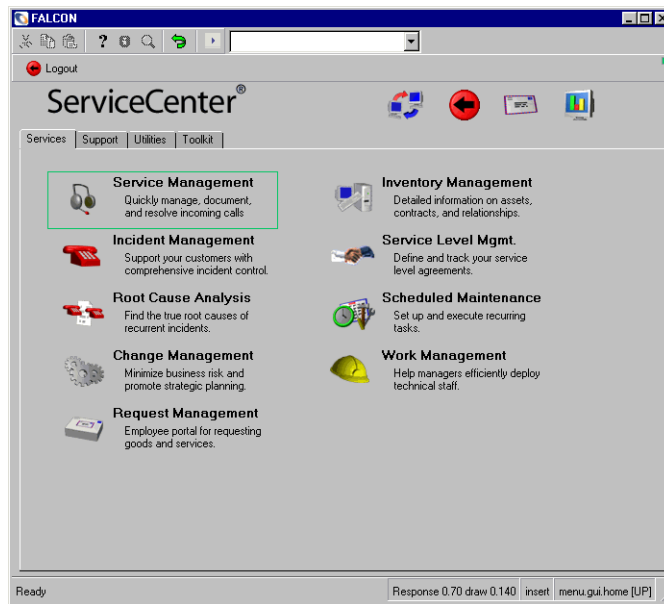 FALCON
Logout
ServiceCenter®
Services Support Utilities Toolkit
Service Management
Quickly manage, document,
and resolve incoming calls
Incident Management
Support your customers with
comprehensive incident control.
Root Cause Analysis
Find the true root causes of
recurrent incidents.
Change Management
Minimize business risk and
promote strategic planning.
Request Management
Employee portal for requesting
goods and services.
Inventory Management
Detailed information on assets,
contracts, and relationships.
Service Level Mgmt.
Define and track your service
level agreements.
Scheduled Maintenance
Set up and execute recurring
tasks.
Work Management
Help managers efficiently deploy
technical staff.
Ready Response 0.70 draw 0.140 insert menu.gui.home [UP]